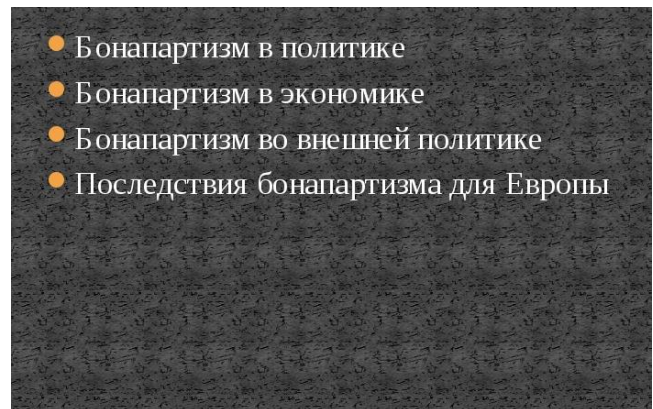 Бонапартизм в политике
Бонапартизм в экономике
Бонапартизм во внешней политике
Последствия бонапартизма для Европы